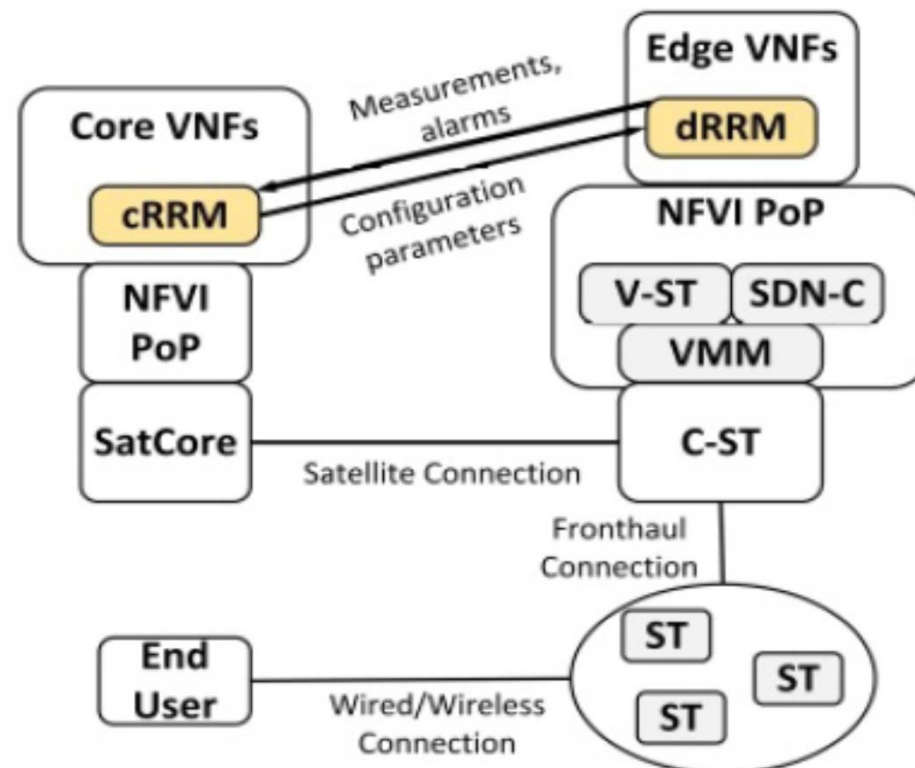 Edge VNFs
dRRM
Measurements,
alarms
Core VNFs
cRRM
Configuration
parameters
NFVI PoP
V-ST
SDN-C
VMM
NFVI
PoP
SatCore
C-ST
Satellite Connection
Fronthaul
Connection
ST
ST
ST
End
User
Wired/Wireless
Connection